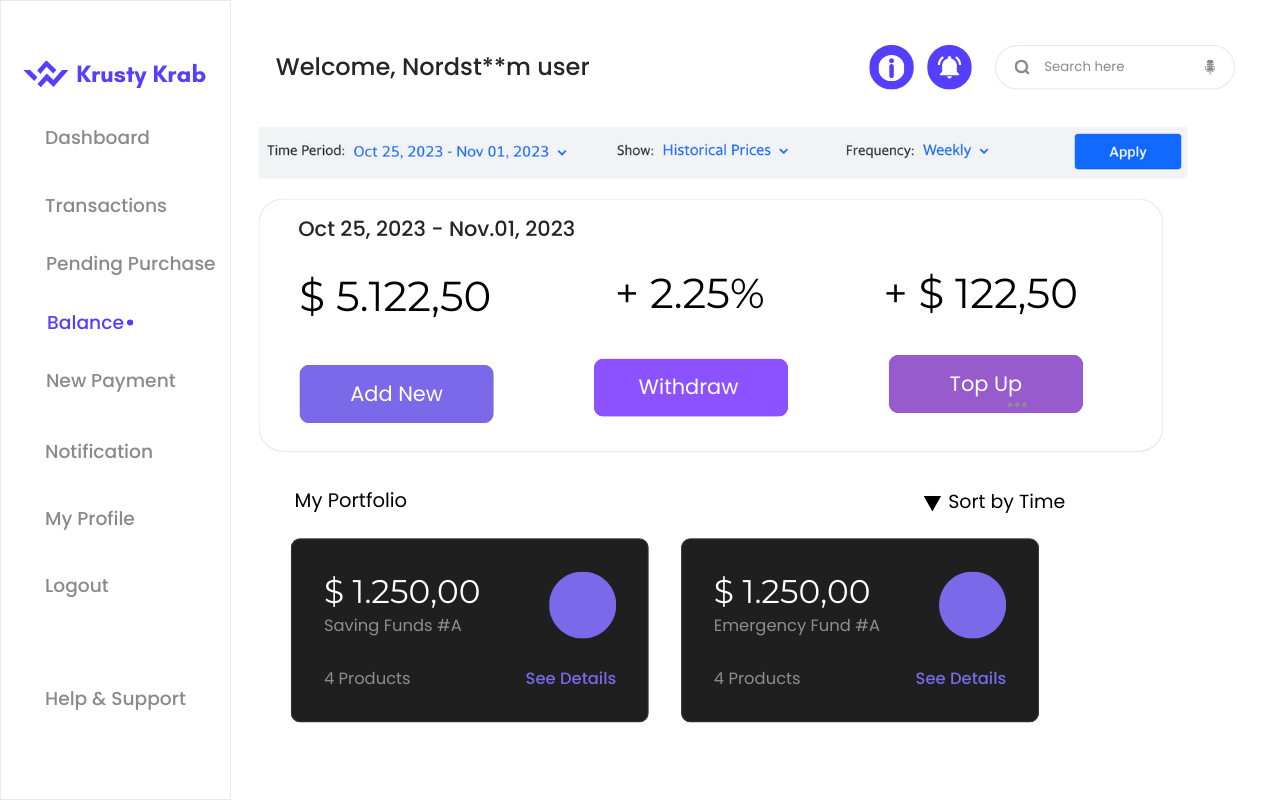 Krusty Krab
Dashboard
Transactions
Pending Purchase
Balance
New Payment
Notification
My Profile
Logout
Help & Support
Welcome, Nordst**m user
Search here
Time Period: Oct 25, 2023 - Nov 01, 2023
Show: Historical Prices
Frequency: Weekly
Apply
Oct 25, 2023 - Nov.01, 2023
$ 5.122,50
+ 2.25%
+ $ 122,50
Add New
Withdraw
Top Up
My Portfolio
Sort by Time
$ 1.250,00
Saving Funds #A
4 Products
See Details
$ 1.250,00
Emergency Fund #A
4 Products
See Details